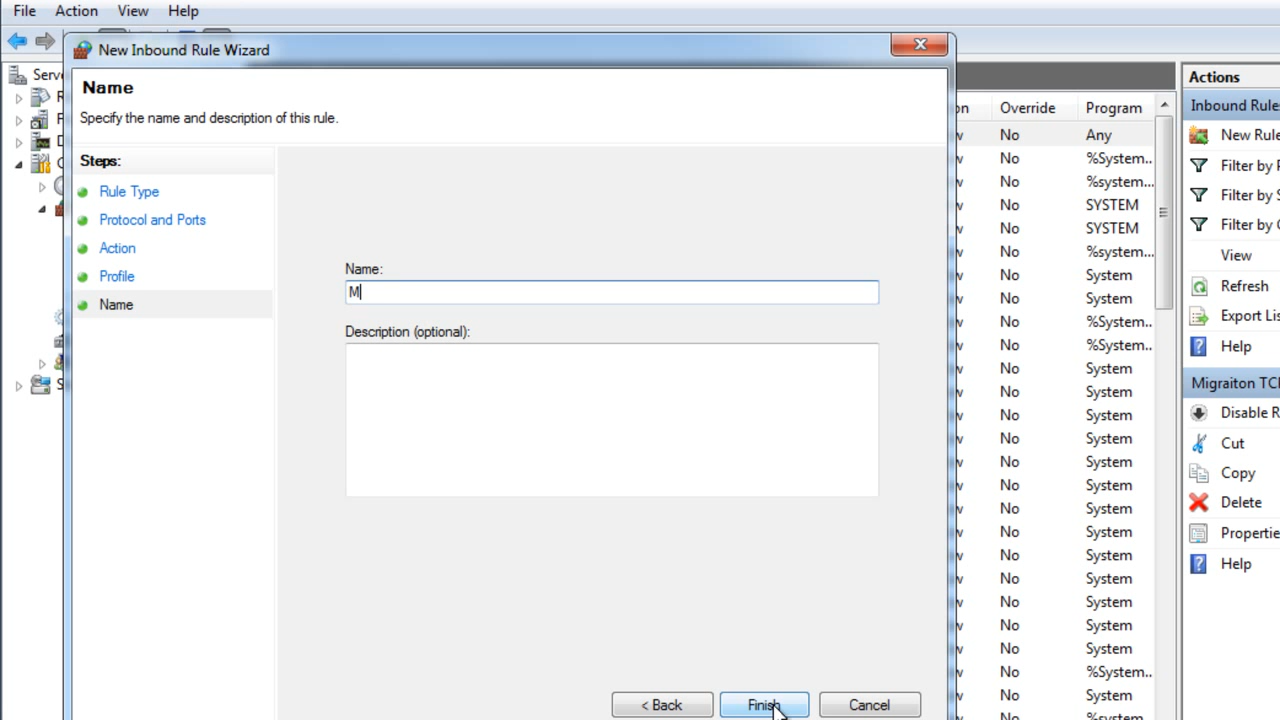 File Action View Help
New Inbound Rule Wizard
Name
Specify the name and description of this rule.
Steps:
Rule Type
Protocol and Ports
Action
Profile
Name
Name:
M
Description (optional):
< Back Finish Cancel
Serve
Override Program
No Any
No %System...
No %system...
No SYSTEM
No SYSTEM
No %system...
No System
No System
No %System...
No %System...
No System
No System
No System
No System
No System
No System
No System
No System
No System
No System
No System
No System
No System
No %System...
No System
No %system...
Actions
Inbound Rules
New Rule
Filter by P
Filter by S
Filter by G
View
Refresh
Export Lis
Help
Migraiton TCP
Disable R
Cut
Copy
Delete
Propertie
Help